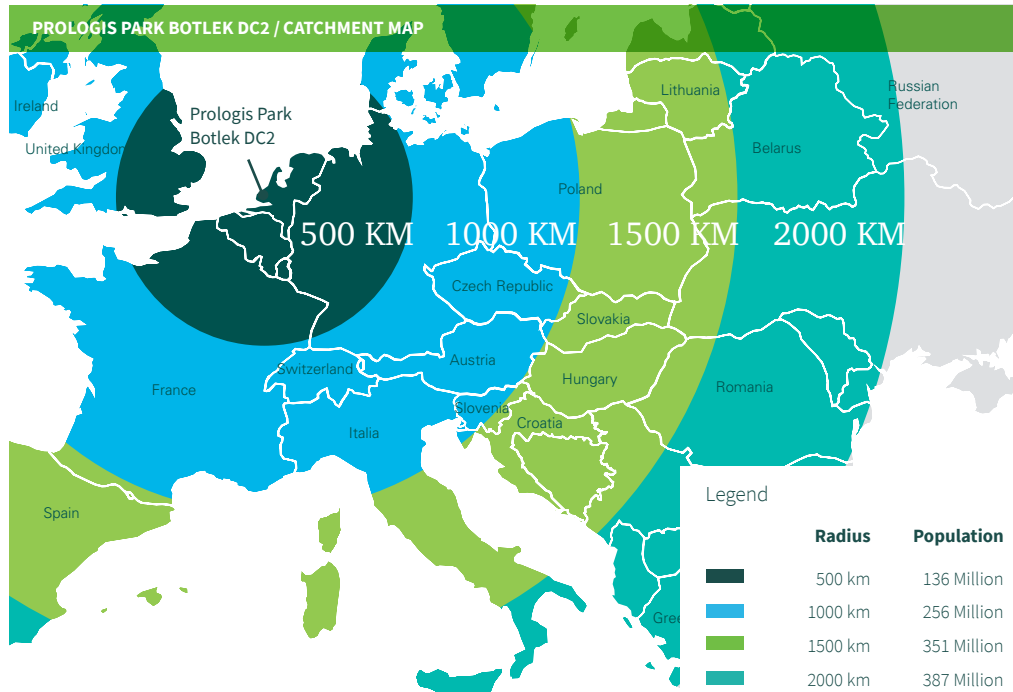 PROLOGIS PARK BOTLEK DC2 / CATCHMENT MAP
Ireland
United Kingdom
Prologis Park
Botlek DC2
Lithuania
Russian
Federation
Belarus
Poland
500 KM
1000 KM
1500 KM
2000 KM
Czech Republic
Slovakia
Austria
Switzerland
Hungary
Romania
France
Slovenia
Croatia
Italia
Spain
Gree
Legend
Radius Population
500 km 136 Million
1000 km 256 Million
1500 km 351 Million
2000 km 387 Million